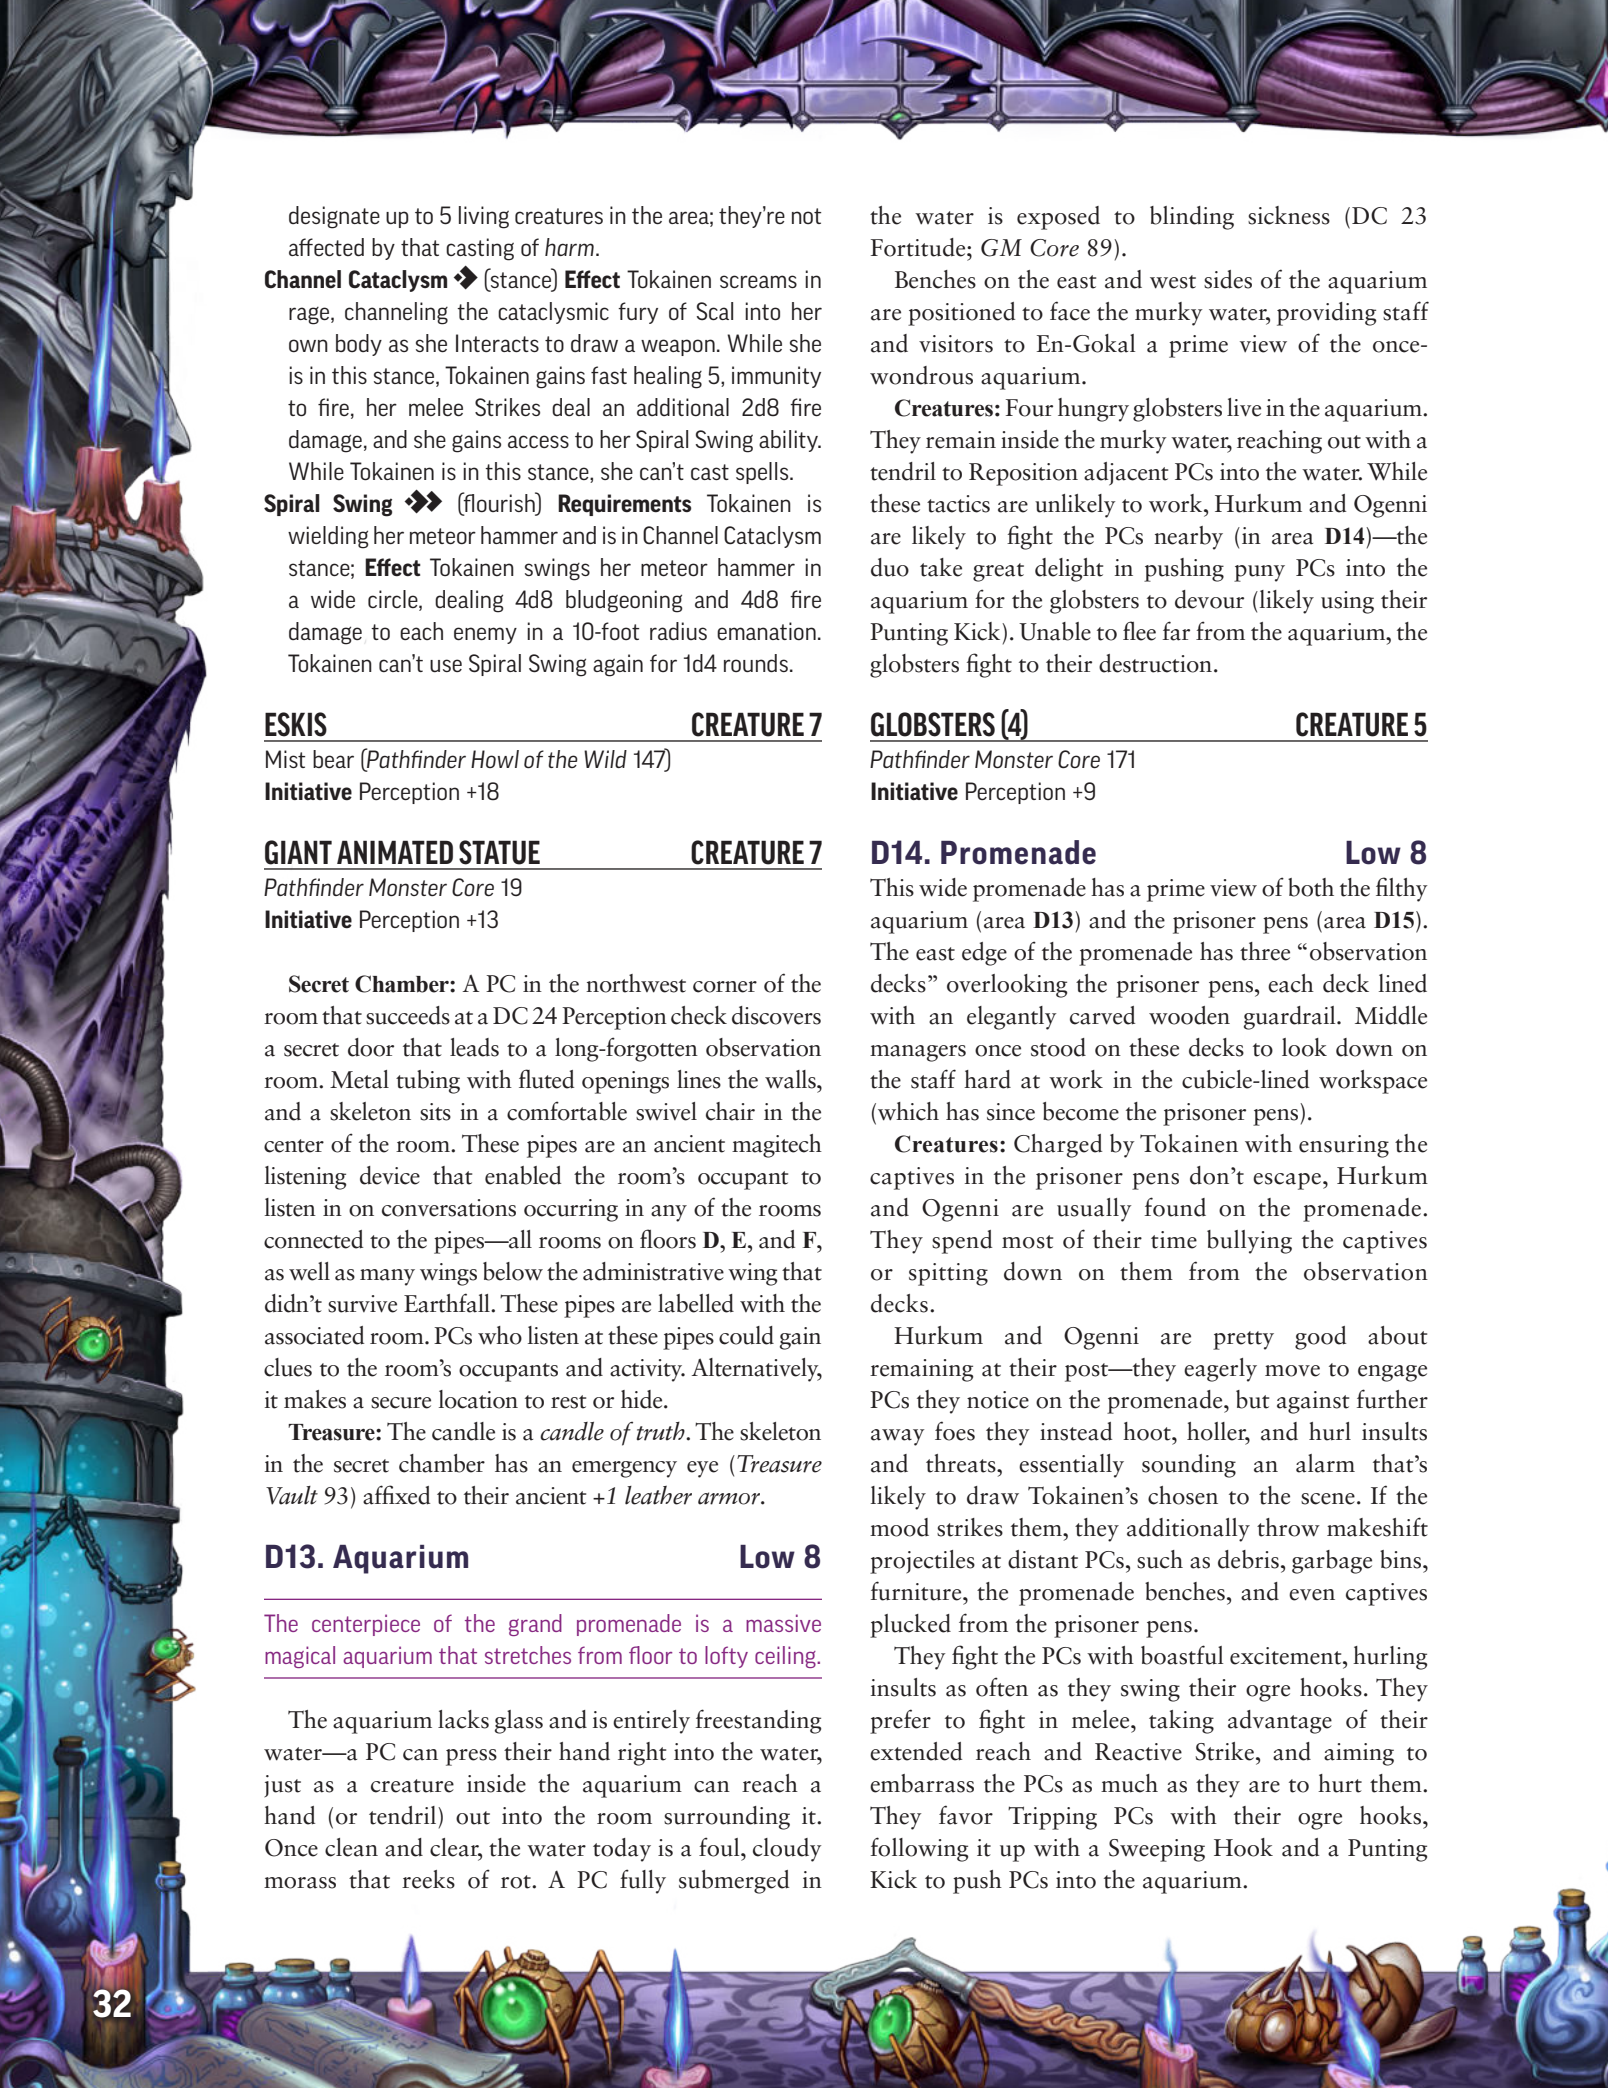 designate up to 5 living creatures in the area; they're not
affected by that casting of harm.
Channel Cataclysm (stance) Effect Tokainen screams in
rage, channeling the cataclysmic fury of Scal into her
own body as she Interacts to draw a weapon. While she
is in this stance, Tokainen gains fast healing 5, immunity
to fire, her melee Strikes deal an additional 2d8 fire
damage, and she gains access to her Spiral Swing ability.
While Tokainen is in this stance, she can't cast spells.
Spiral Swing (flourish) Requirements Tokainen is
wielding her meteor hammer and is in Channel Cataclysm
stance; Effect Tokainen swings her meteor hammer in
a wide circle, dealing 4d8 bludgeoning and 4d8 fire
damage to each enemy in a 10-foot radius emanation.
Tokainen can't use Spiral Swing again for 1d4 rounds.
ESKIS CREATURE 7
Mist bear (Pathfinder Howl of the Wild 147)
Initiative Perception +18
GIANT ANIMATED STATUE CREATURE 7
Pathfinder Monster Core 19
Initiative Perception +13
Secret Chamber: A PC in the northwest corner of the
room that succeeds at a DC 24 Perception check discovers
a secret door that leads to a long-forgotten observation
room. Metal tubing with fluted openings lines the walls,
and a skeleton sits in a comfortable swivel chair in the
center of the room. These pipes are an ancient magitech
listening device that enabled the room's occupant to
listen in on conversations occurring in any of the rooms
connected to the pipes—all rooms on floors D, E, and F,
as well as many wings below the administrative wing that
didn't survive Earthfall. These pipes are labelled with the
associated room. PCs who listen at these pipes could gain
clues to the room's occupants and activity. Alternatively,
it makes a secure location to rest or hide.
Treasure: The candle is a candle of truth. The skeleton
in the secret chamber has an emergency eye (Treasure
Vault 93) affixed to their ancient +1 leather armor.
D13. Aquarium Low 8
The centerpiece of the grand promenade is a massive
magical aquarium that stretches from floor to lofty ceiling.
The aquarium lacks glass and is entirely freestanding
water—a PC can press their hand right into the water,
just as a creature inside the aquarium can reach a
hand (or tendril) out into the room surrounding it.
Once clean and clear, the water today is a foul, cloudy
morass that reeks of rot. A PC fully submerged in
the water is exposed to blinding sickness (DC 23
Fortitude; GM Core 89).
Benches on the east and west sides of the aquarium
are positioned to face the murky water, providing staff
and visitors to En-Gokal a prime view of the once-
wondrous aquarium.
Creatures: Four hungry globsters live in the aquarium.
They remain inside the murky water, reaching out with a
tendril to Reposition adjacent PCs into the water. While
these tactics are unlikely to work, Hurkum and Ogenni
are likely to fight the PCs nearby (in area D14)—the
duo take great delight in pushing puny PCs into the
aquarium for the globsters to devour (likely using their
Punting Kick). Unable to flee far from the aquarium, the
globsters fight to their destruction.
GLOBSTERS (4) CREATURE 5
Pathfinder Monster Core 171
Initiative Perception +9
D14. Promenade Low 8
This wide promenade has a prime view of both the filthy
aquarium (area D13) and the prisoner pens (area D15).
The east edge of the promenade has three “observation
decks” overlooking the prisoner pens, each deck lined
with an elegantly carved wooden guardrail. Middle
managers once stood on these decks to look down on
the staff hard at work in the cubicle-lined workspace
(which has since become the prisoner pens).
Creatures: Charged by Tokainen with ensuring the
captives in the prisoner pens don't escape, Hurkum
and Ogenni are usually found on the promenade.
They spend most of their time bullying the captives
or spitting down on them from the observation
decks.
Hurkum and Ogenni are pretty good about
remaining at their post—they eagerly move to engage
PCs they notice on the promenade, but against further
away foes they instead hoot, holler, and hurl insults
and threats, essentially sounding an alarm that's
likely to draw Tokainen's chosen to the scene. If the
mood strikes them, they additionally throw makeshift
projectiles at distant PCs, such as debris, garbage bins,
furniture, the promenade benches, and even captives
plucked from the prisoner pens.
They fight the PCs with boastful excitement, hurling
insults as often as they swing their ogre hooks. They
prefer to fight in melee, taking advantage of their
extended reach and Reactive Strike, and aiming to
embarrass the PCs as much as they are to hurt them.
They favor Tripping PCs with their ogre hooks,
following it up with a Sweeping Hook and a Punting
Kick to push PCs into the aquarium.
32